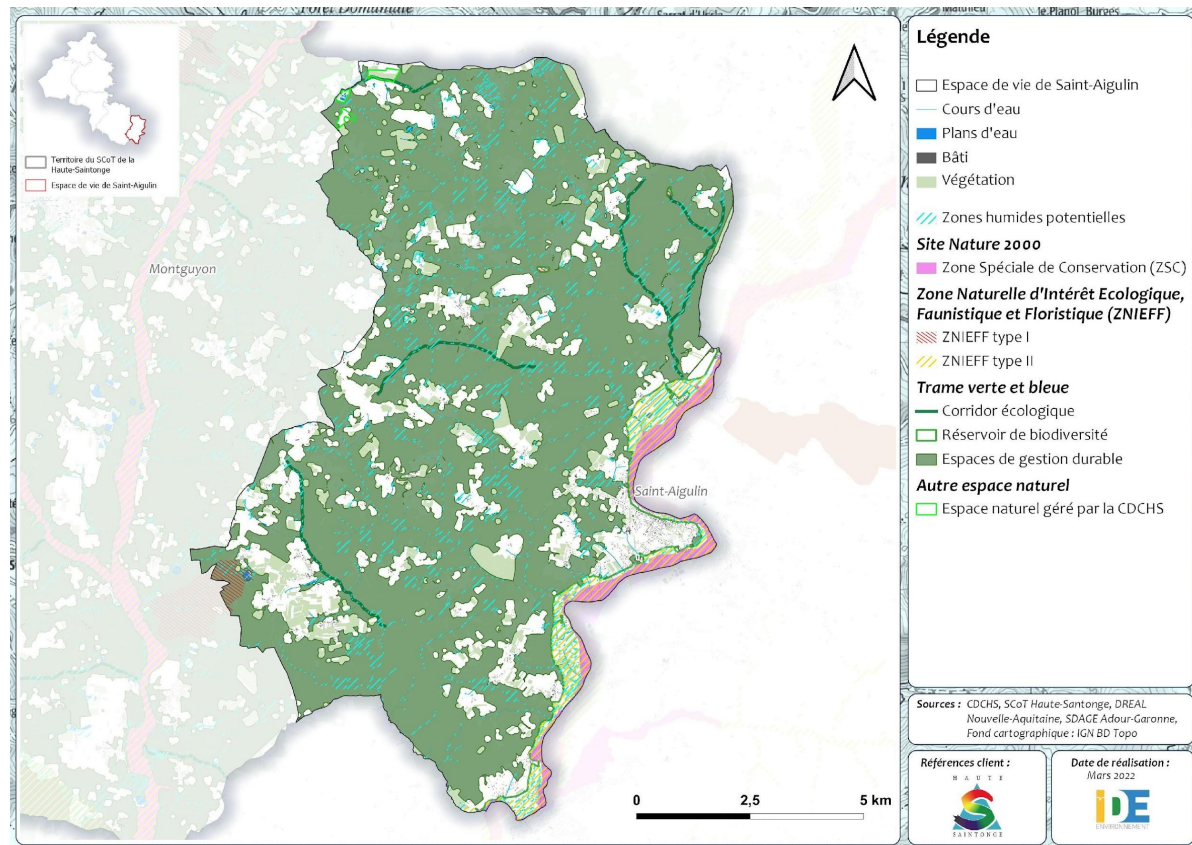 Forêt Domaniale
le Planol Burges
Territoire du SCoT de la
Haute-Saintonge
Espace de vie de Saint-Aigulin
Montguyon
Saint-Aigulin
0 2,5 5 km
Légende
Espace de vie de Saint-Aigulin
Cours d'eau
Plans d'eau
Bâti
Végétation
Zones humides potentielles
Site Nature 2000
Zone Spéciale de Conservation (ZSC)
Zone Naturelle d'Intérêt Ecologique,
Faunistique et Floristique (ZNIEFF)
ZNIEFF type I
ZNIEFF type II
Trame verte et bleue
Corridor écologique
Réservoir de biodiversité
Espaces de gestion durable
Autre espace naturel
Espace naturel géré par la CDCHS
Sources : CDCHS, SCoT Haute-Santonge, DREAL
Nouvelle-Aquitaine, SDAGE Adour-Garonne,
Fond cartographique : IGN BD Topo
Références client :
HAUTE
SAINTONGE
Date de réalisation :
Mars 2022
iDE
ENVIRONNEMENT